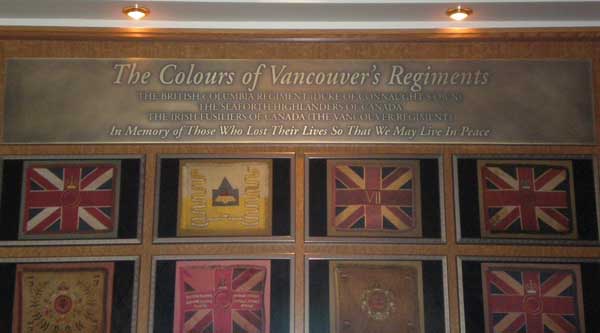 The Colours of Vancouver's Regiments
THE BRITISH COLUMBIA REGIMENT (DUKE OF CONNAUGHT'S OWN)
THE SEAFORTH HIGHLANDERS OF CANADA
THE IRISH FUSILIERS OF CANADA (THE VANCOUVER REGIMENT)
In Memory of Those Who Lost Their Lives So That We May Live In Peace
VII